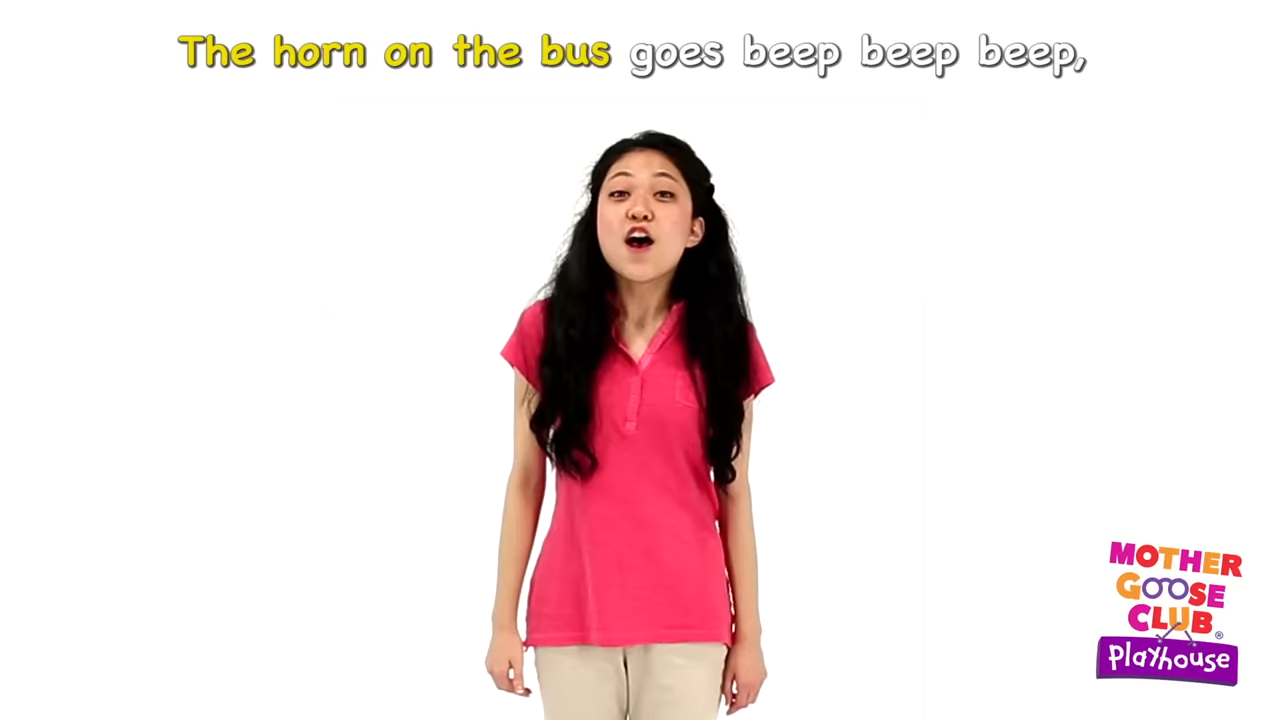 The horn on the bus goes beep beep beep,
MOTHER
GOOSE
CLUB®
Playhouse